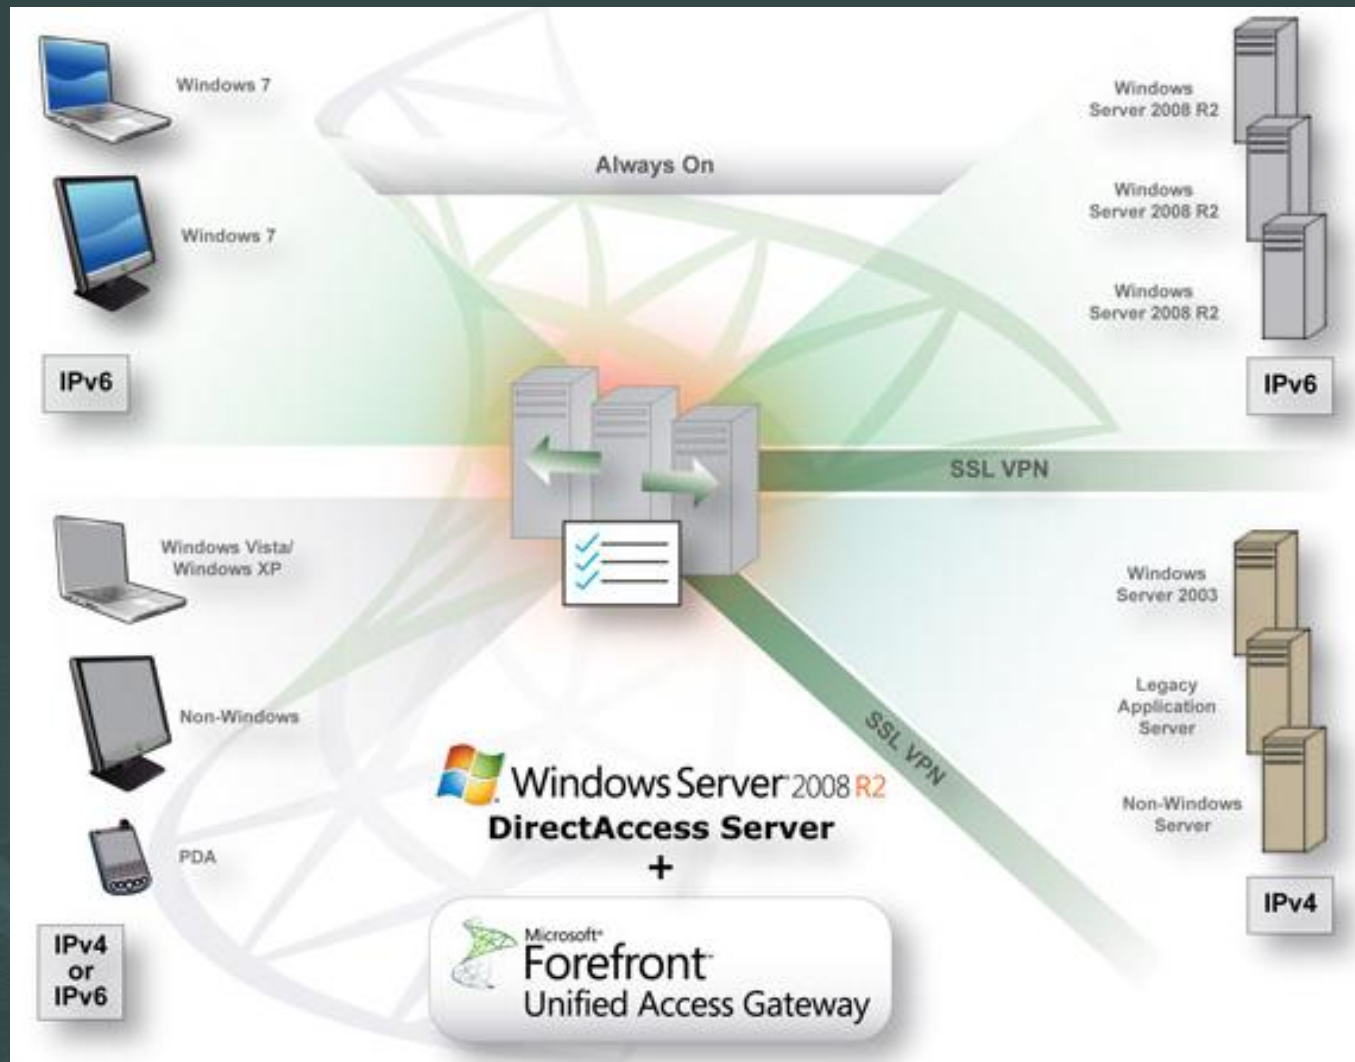 Windows 7
Windows 7
IPv6
Always On
Windows
Server 2008 R2
Windows
Server 2008 R2
Windows
Server 2008 R2
IPv6
SSL VPN
Windows Vista/
Windows XP
Non-Windows
PDA
IPv4
or
IPv6
SSL VPN
Windows
Server 2003
Legacy
Application
Server
Non-Windows
Server
IPv4
Windows Server 2008 R2
DirectAccess Server
+
Microsoft®
Forefront™
Unified Access Gateway